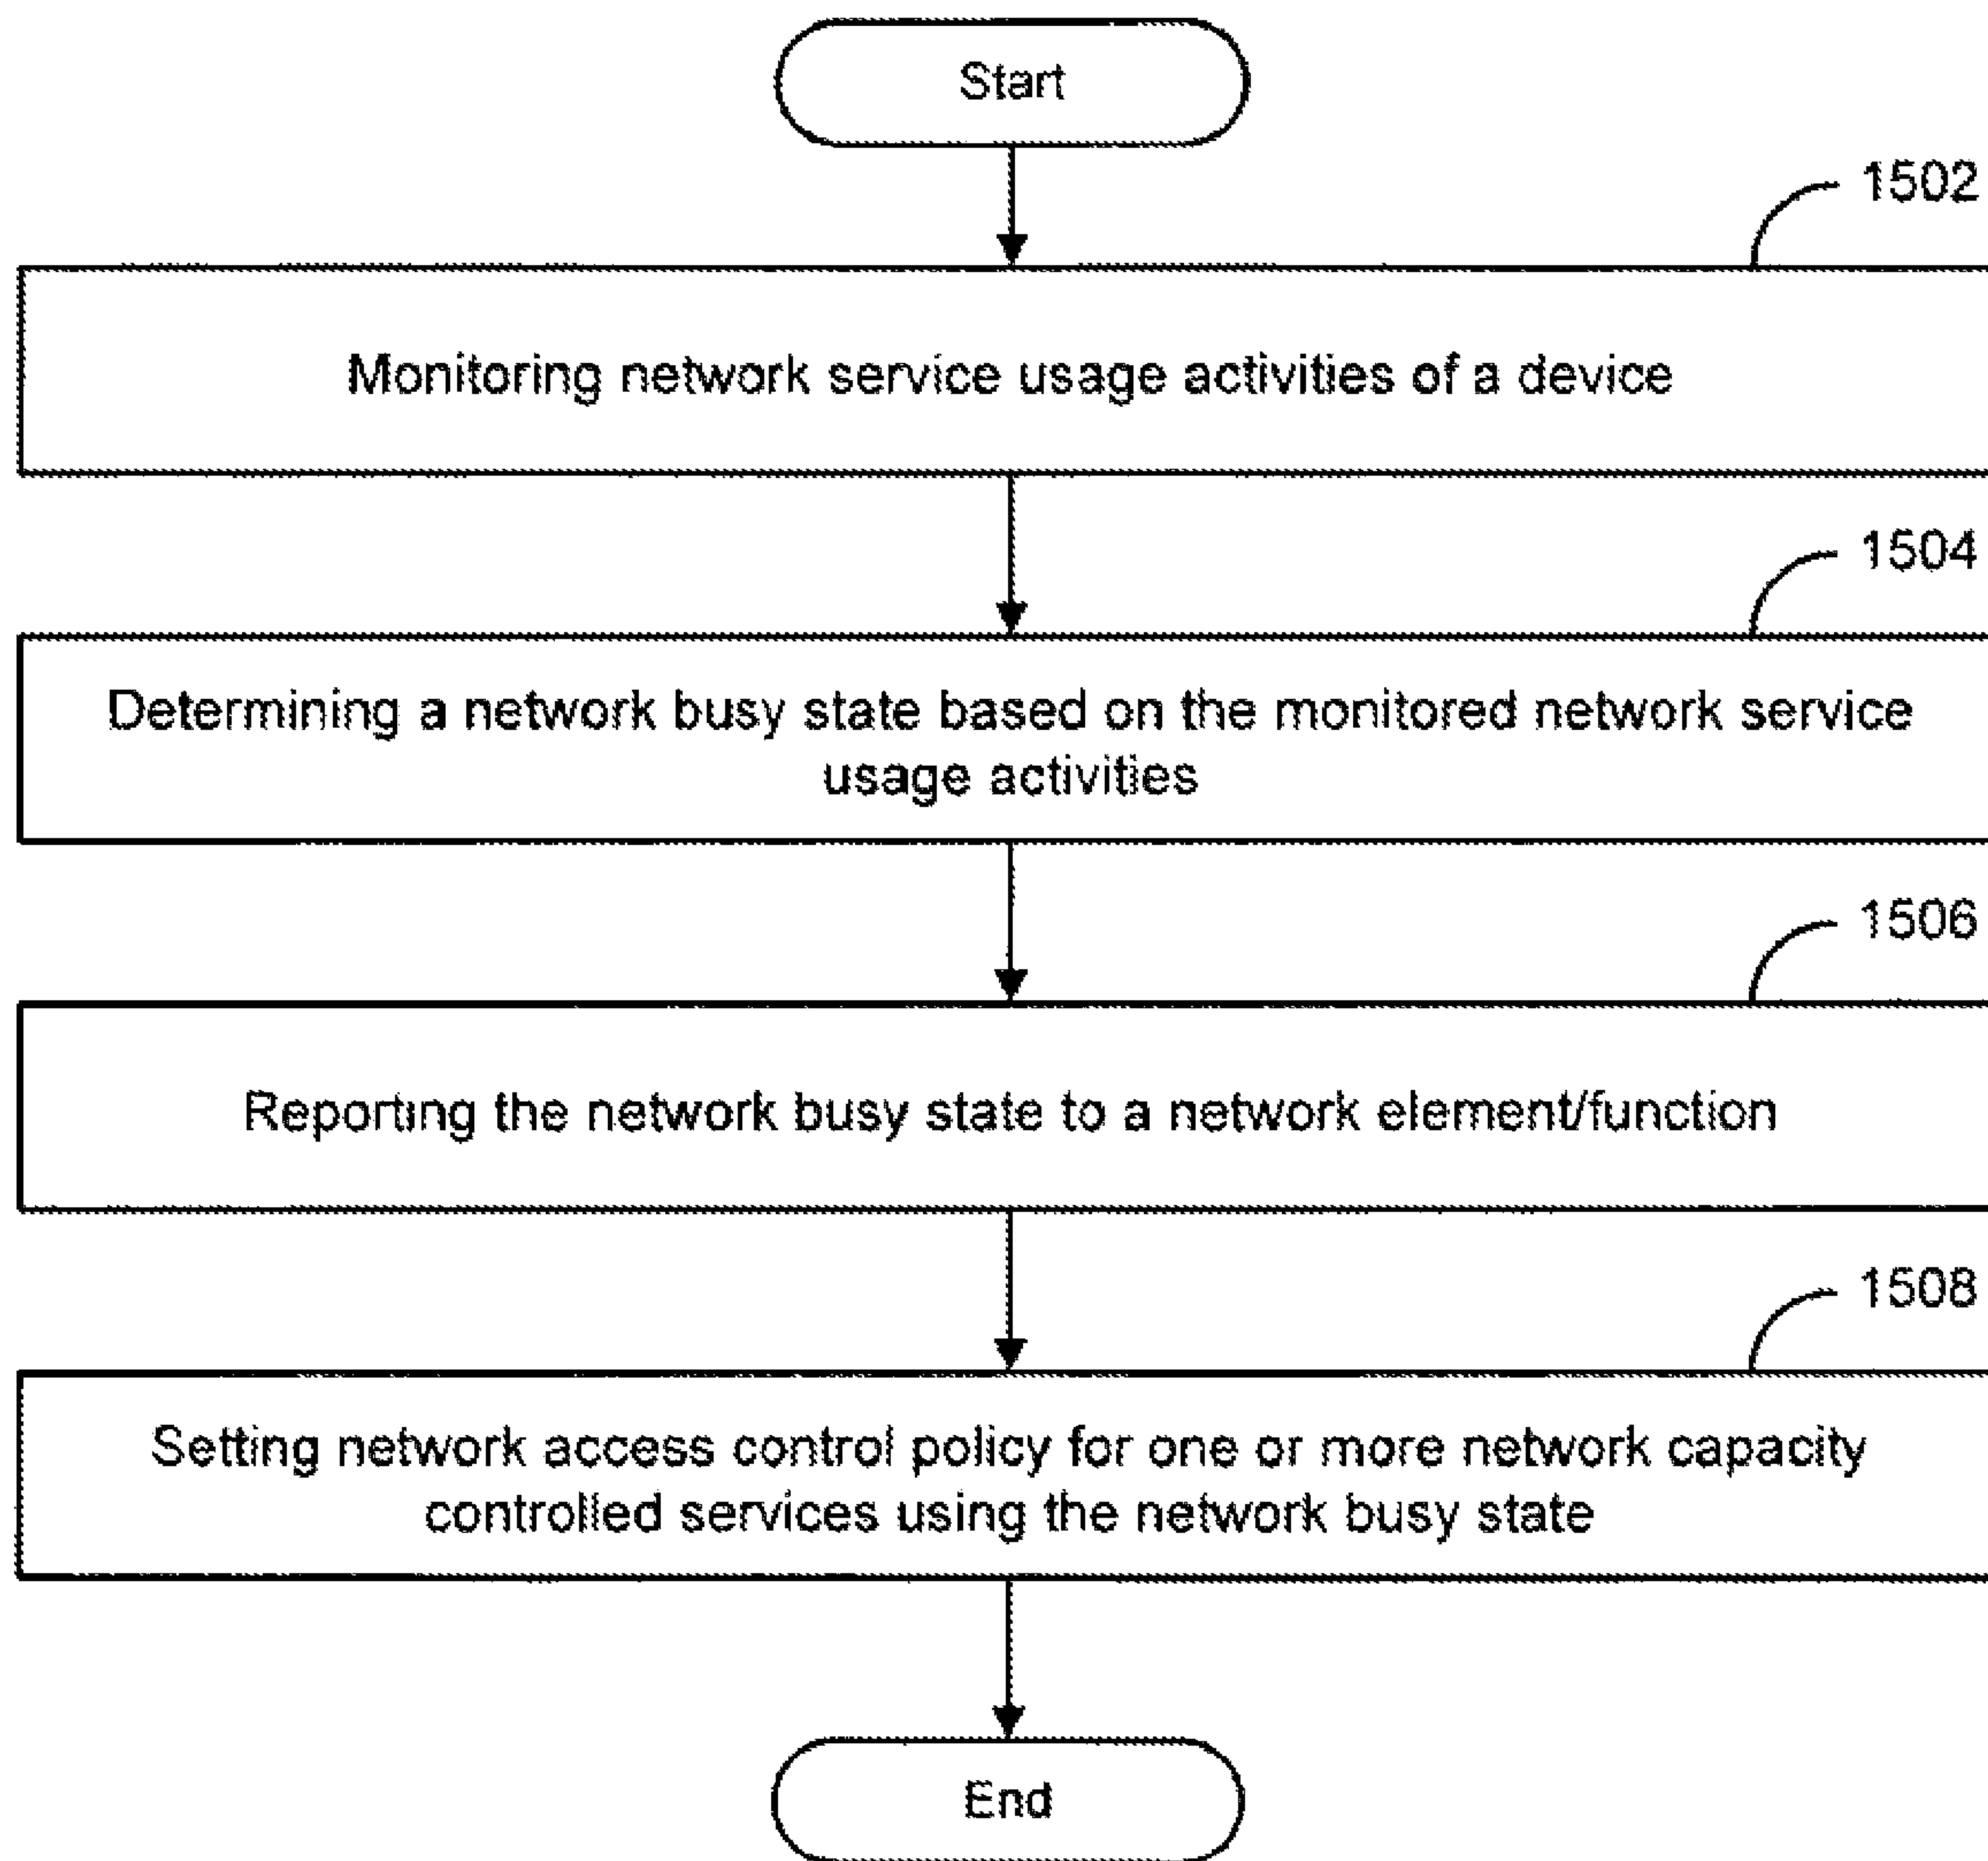 Start
1502
Monitoring network service usage activities of a device
1504
Determining a network busy state based on the monitored network service
usage activities
1506
Reporting the network busy state to a network element/function
1508
Setting network access control policy for one or more network capacity
controlled services using the network busy state
End